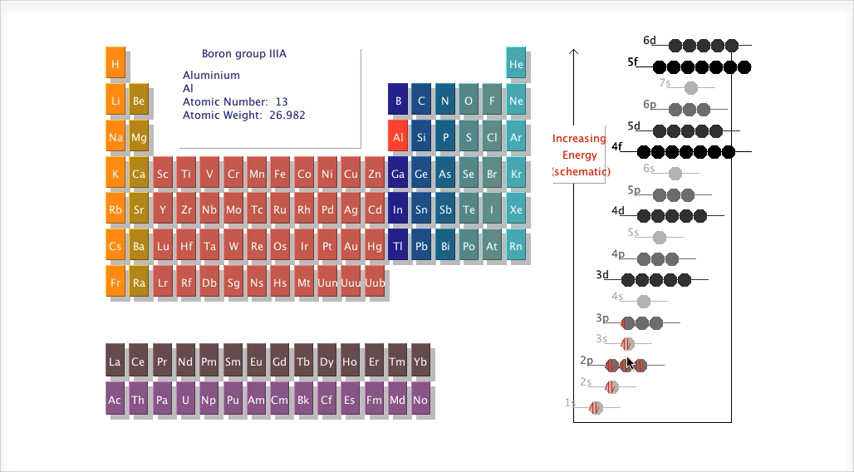 Boron group IIIA
Aluminium
Al
Atomic Number: 13
Atomic Weight: 26.982
H He
Li Be B C N O F Ne
Na Mg Al Si P S Cl Ar
K Ca Sc Ti V Cr Mn Fe Co Ni Cu Zn Ga Ge As Se Br Kr
Rb Sr Y Zr Nb Mo Tc Ru Rh Pd Ag Cd In Sn Sb Te I Xe
Cs Ba Lu Hf Ta W Re Os Ir Pt Au Hg Tl Pb Bi Po At Rn
Fr Ra Lr Rf Db Sg Ns Hs Mt Uun Uuu Uub
La Ce Pr Nd Pm Sm Eu Gd Tb Dy Ho Er Tm Yb
Ac Th Pa U Np Pu Am Cm Bk Cf Es Fm Md No
Increasing
Energy
(schematic)
6d
5f
7s
6p
5d
4f
6s
5p
4d
5s
4p
3d
4s
3p
3s
2p
2s
1s